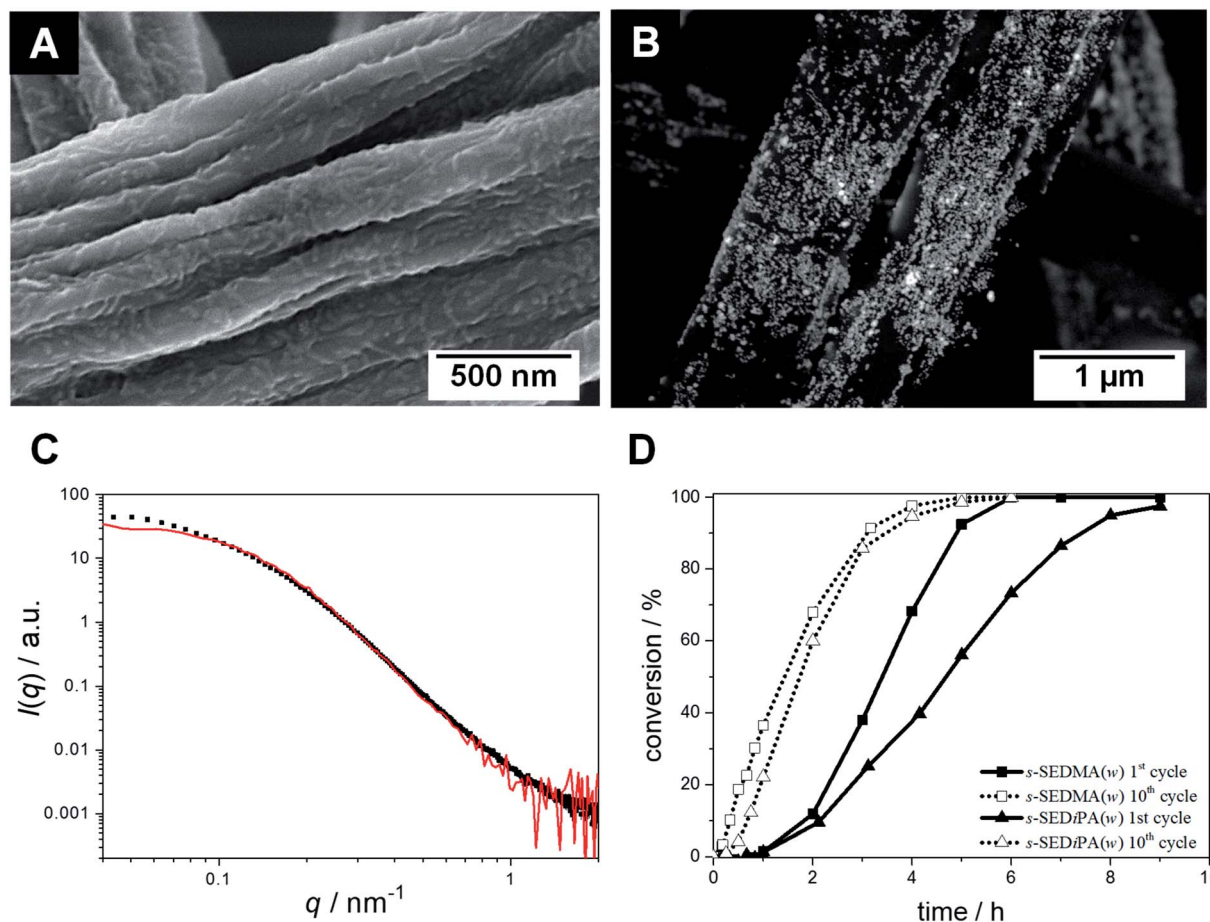 A
500 nm
B
1 µm
C
100
10
1
0.1
0.01
0.001
I(q) / a.u.
0.1
1
q / nm⁻¹
D
100
80
60
40
20
0
conversion / %
s-SEDMA(w) 1st cycle
s-SEDMA(w) 10th cycle
s-SEDiPA(w) 1st cycle
s-SEDiPA(w) 10th cycle
0
2
4
6
8
time / h